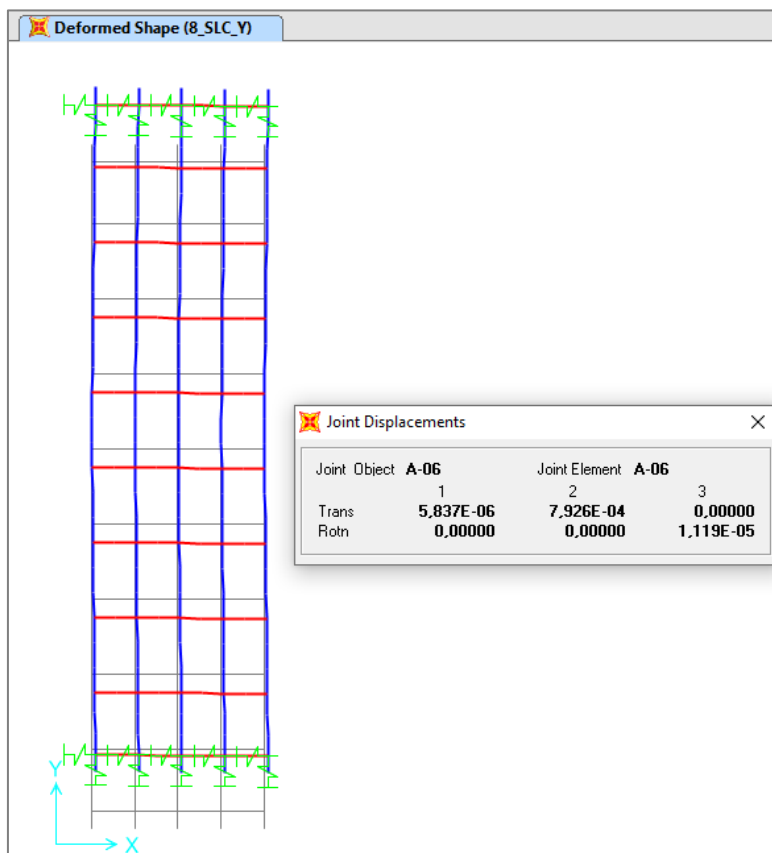 Deformed Shape (8_SLC_Y)
Joint Displacements
Joint Object A-06 Joint Element A-06
1 2 3
Trans 5,837E-06 7,926E-04 0,00000
Rotn 0,00000 0,00000 1,119E-05
Y
X